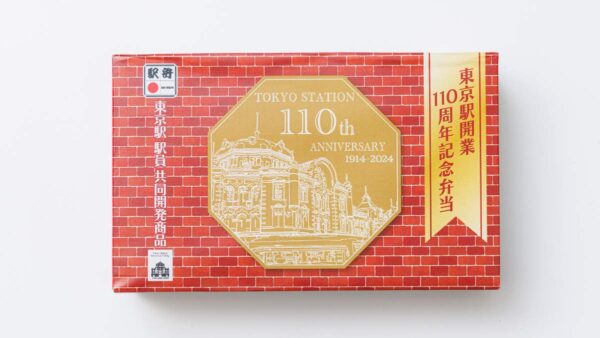 駅弁
東京駅 駅員 共同開発商品
TOKYO STATION
110th
ANNIVERSARY
1914-2024
東京駅開業
110周年記念弁当